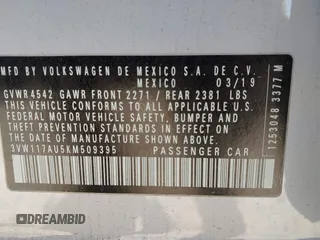 MFD BY VOLKSWAGEN DE MEXICO S.A. DE C.V.
MEXICO 03/19
GVWR 4542 GAWR FRONT 2271 / REAR 2381 LBS
THIS VEHICLE CONFORMS TO ALL APPLICABLE U.S.
FEDERAL MOTOR VEHICLE SAFETY, BUMPER AND
THEFT PREVENTION STANDARDS IN EFFECT ON THE
DATE OF MANUFACTURE SHOWN ABOVE.
3VW117AU5KM509395 PASSENGER CAR
1253048 3377 M
OKidokie.com